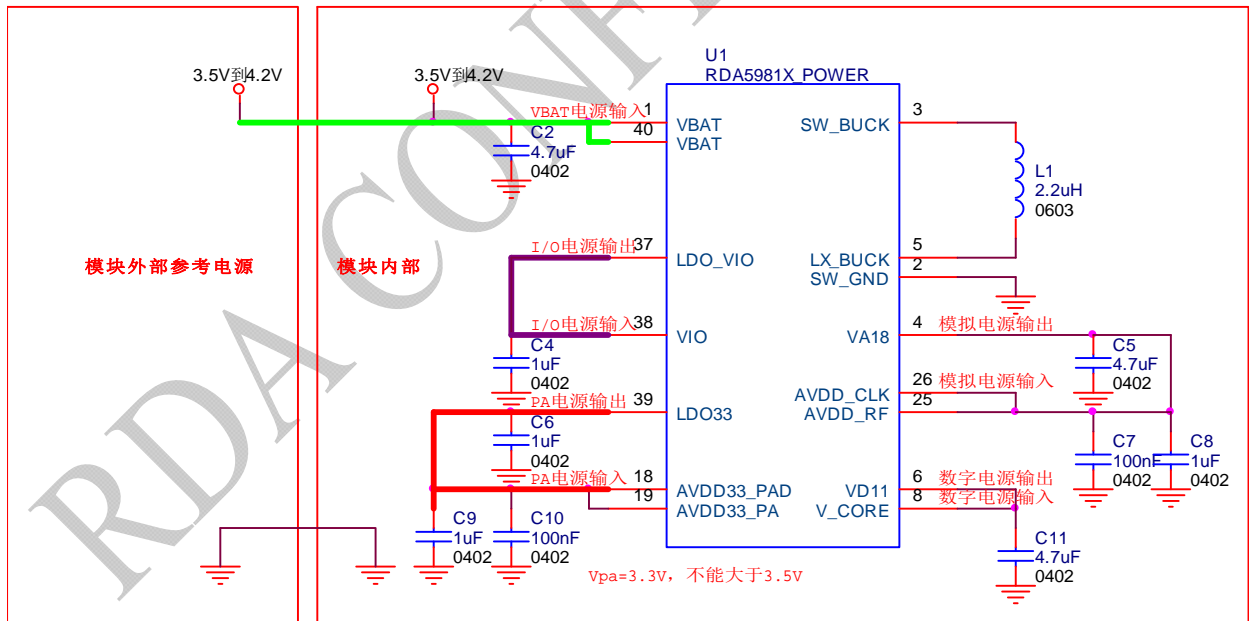 U1
RDA5981X_POWER
3.5V到4.2V
3.5V到4.2V
VBAT电源输入
1
40
VBAT
VBAT
C2
4.7uF
0402
SW_BUCK
3
L1
2.2uH
0603
模块外部参考电源
模块内部
I/O电源输出
37
LDO_VIO
LX_BUCK
5
SW_GND
2
I/O电源输入
38
VIO
VA18
4
模拟电源输出
C4
1uF
0402
C5
4.7uF
0402
AVDD_CLK
26
模拟电源输入
AVDD_RF
25
PA电源输出
39
LDO33
C6
1uF
0402
C7
100nF
0402
C8
1uF
0402
PA电源输入
18
19
AVDD33_PAD
AVDD33_PA
VD11
6
数字电源输出
V_CORE
8
数字电源输入
C9
1uF
0402
C10
100nF
0402
C11
4.7uF
0402
Vpa=3.3V，不能大于3.5V
RDA CONF